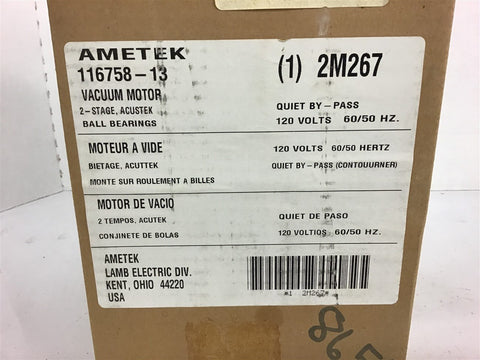 AMETEK
116758-13 (1) 2M267
VACUUM MOTOR
2-STAGE, ACUSTEK QUIET BY-PASS
BALL BEARINGS 120 VOLTS 60/50 HZ.
MOTEUR A VIDE 120 VOLTS 60/50 HERTZ
BIETAGE, ACUTTEK QUIET BY-PASS (CONTOUURNER)
MONTE SUR ROULEMENT A BILLES
MOTOR DE VACIO
2 TEMPOS, ACUTEK QUIET DE PASO
CONJINETE DE BOLAS 120 VOLTIOS 60/50 HZ.
AMETEK
LAMB ELECTRIC DIV.
KENT, OHIO 44220
USA
*1 2M267*